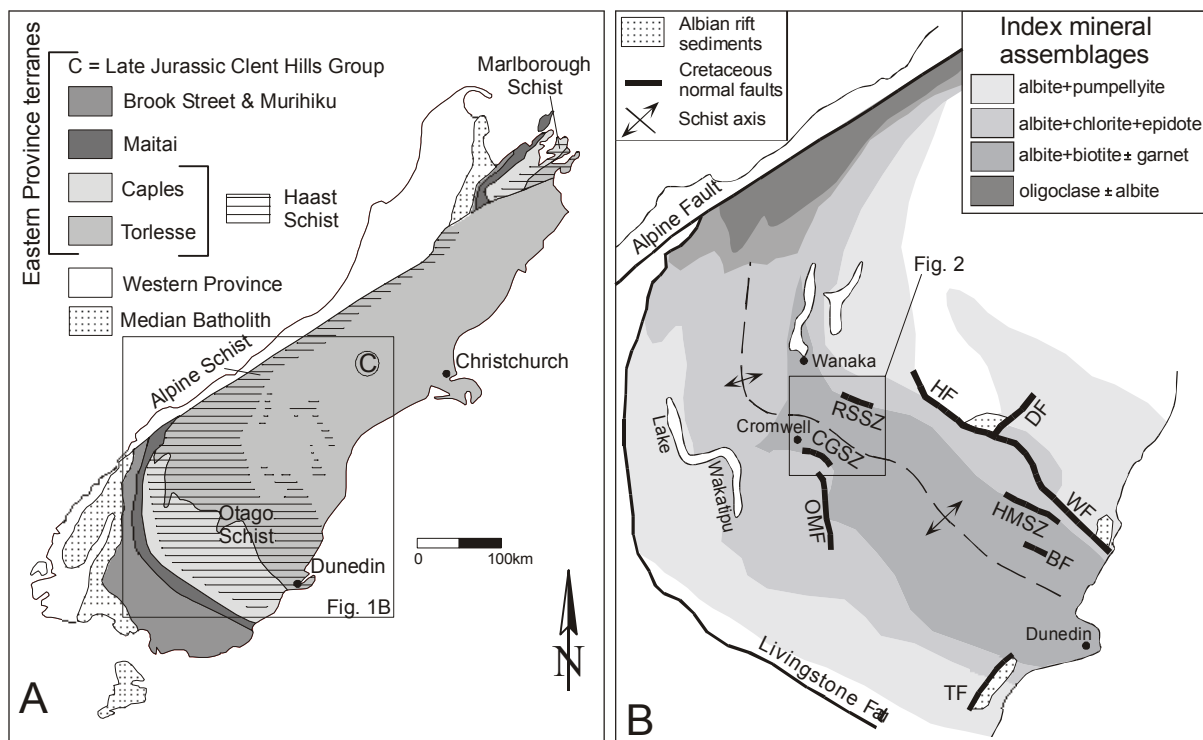 Eastern Province terranes
C = Late Jurassic Clent Hills Group
Brook Street & Murihiku
Maitai
Caples
Torlesse
Haast
Schist
Western Province
Median Batholith
Marlborough
Schist
Alpine Schist
C
Christchurch
Otago
Schist
Dunedin
0 100km
Fig. 1B
N
A
Albian rift
sediments
Cretaceous
normal faults
Schist axis
Index mineral
assemblages
albite+pumpellyite
albite+chlorite+epidote
albite+biotite± garnet
oligoclase ± albite
Alpine Fault
Fig. 2
Wanaka
HF
DF
RSSZ
Cromwell
CGSZ
Lake
Wakatipu
OMF
WF
HMSZ
BF
Dunedin
Livingstone Fault
TF
B